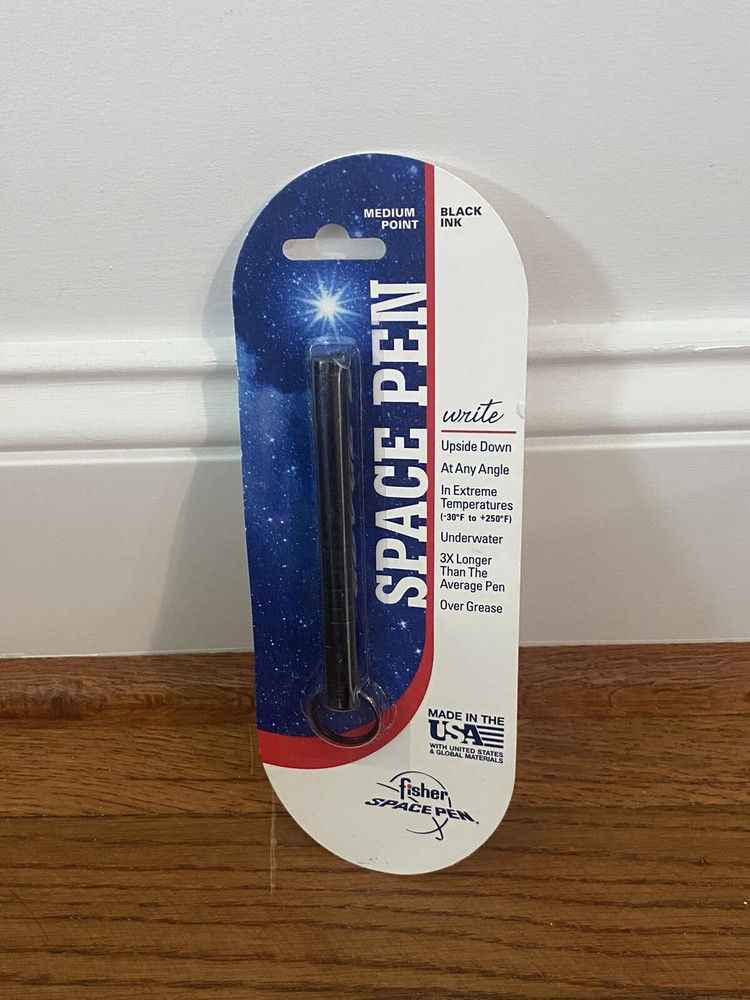 MEDIUM
POINT
BLACK
INK
SPACE PEN
write
Upside Down
At Any Angle
In Extreme
Temperatures
(-30°F to +250°F)
Underwater
3X Longer
Than The
Average Pen
Over Grease
MADE IN THE
USA
WITH UNITED STATES
& GLOBAL MATERIALS
fisher
SPACE PEN®